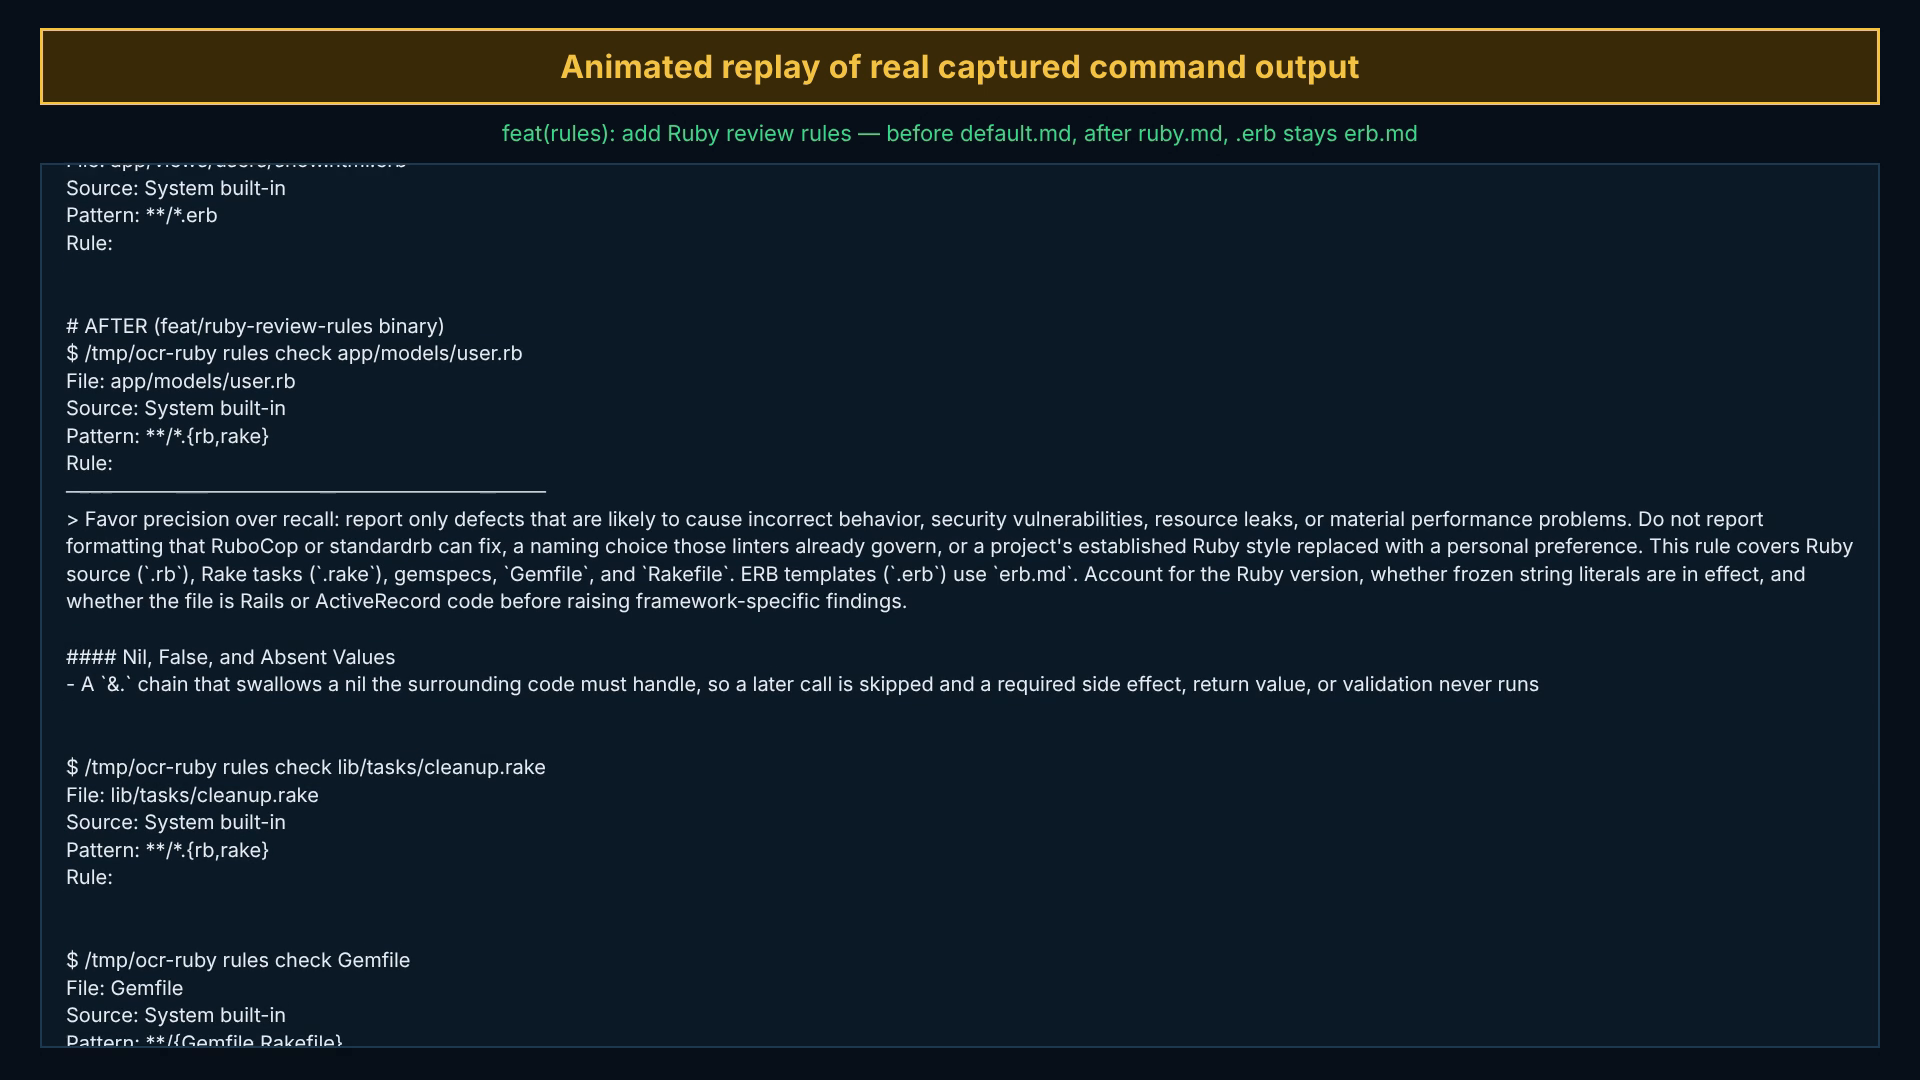 Animated replay of real captured command output
feat(rules): add Ruby review rules — before default.md, after ruby.md, .erb stays erb.md
File: app/views/users/show.html.erb
Source: System built-in
Pattern: **/*.erb
Rule:
# AFTER (feat/ruby-review-rules binary)
$ /tmp/ocr-ruby rules check app/models/user.rb
File: app/models/user.rb
Source: System built-in
Pattern: **/*.{rb,rake}
Rule:
> Favor precision over recall: report only defects that are likely to cause incorrect behavior, security vulnerabilities, resource leaks, or material performance problems. Do not report
formatting that RuboCop or standardrb can fix, a naming choice those linters already govern, or a project's established Ruby style replaced with a personal preference. This rule covers Ruby
source (`.rb`), Rake tasks (`.rake`), gemspecs, `Gemfile`, and `Rakefile`. ERB templates (`.erb`) use `erb.md`. Account for the Ruby version, whether frozen string literals are in effect, and
whether the file is Rails or ActiveRecord code before raising framework-specific findings.
#### Nil, False, and Absent Values
- A `&.` chain that swallows a nil the surrounding code must handle, so a later call is skipped and a required side effect, return value, or validation never runs
$ /tmp/ocr-ruby rules check lib/tasks/cleanup.rake
File: lib/tasks/cleanup.rake
Source: System built-in
Pattern: **/*.{rb,rake}
Rule:
$ /tmp/ocr-ruby rules check Gemfile
File: Gemfile
Source: System built-in
Pattern: **/{Gemfile,Rakefile}